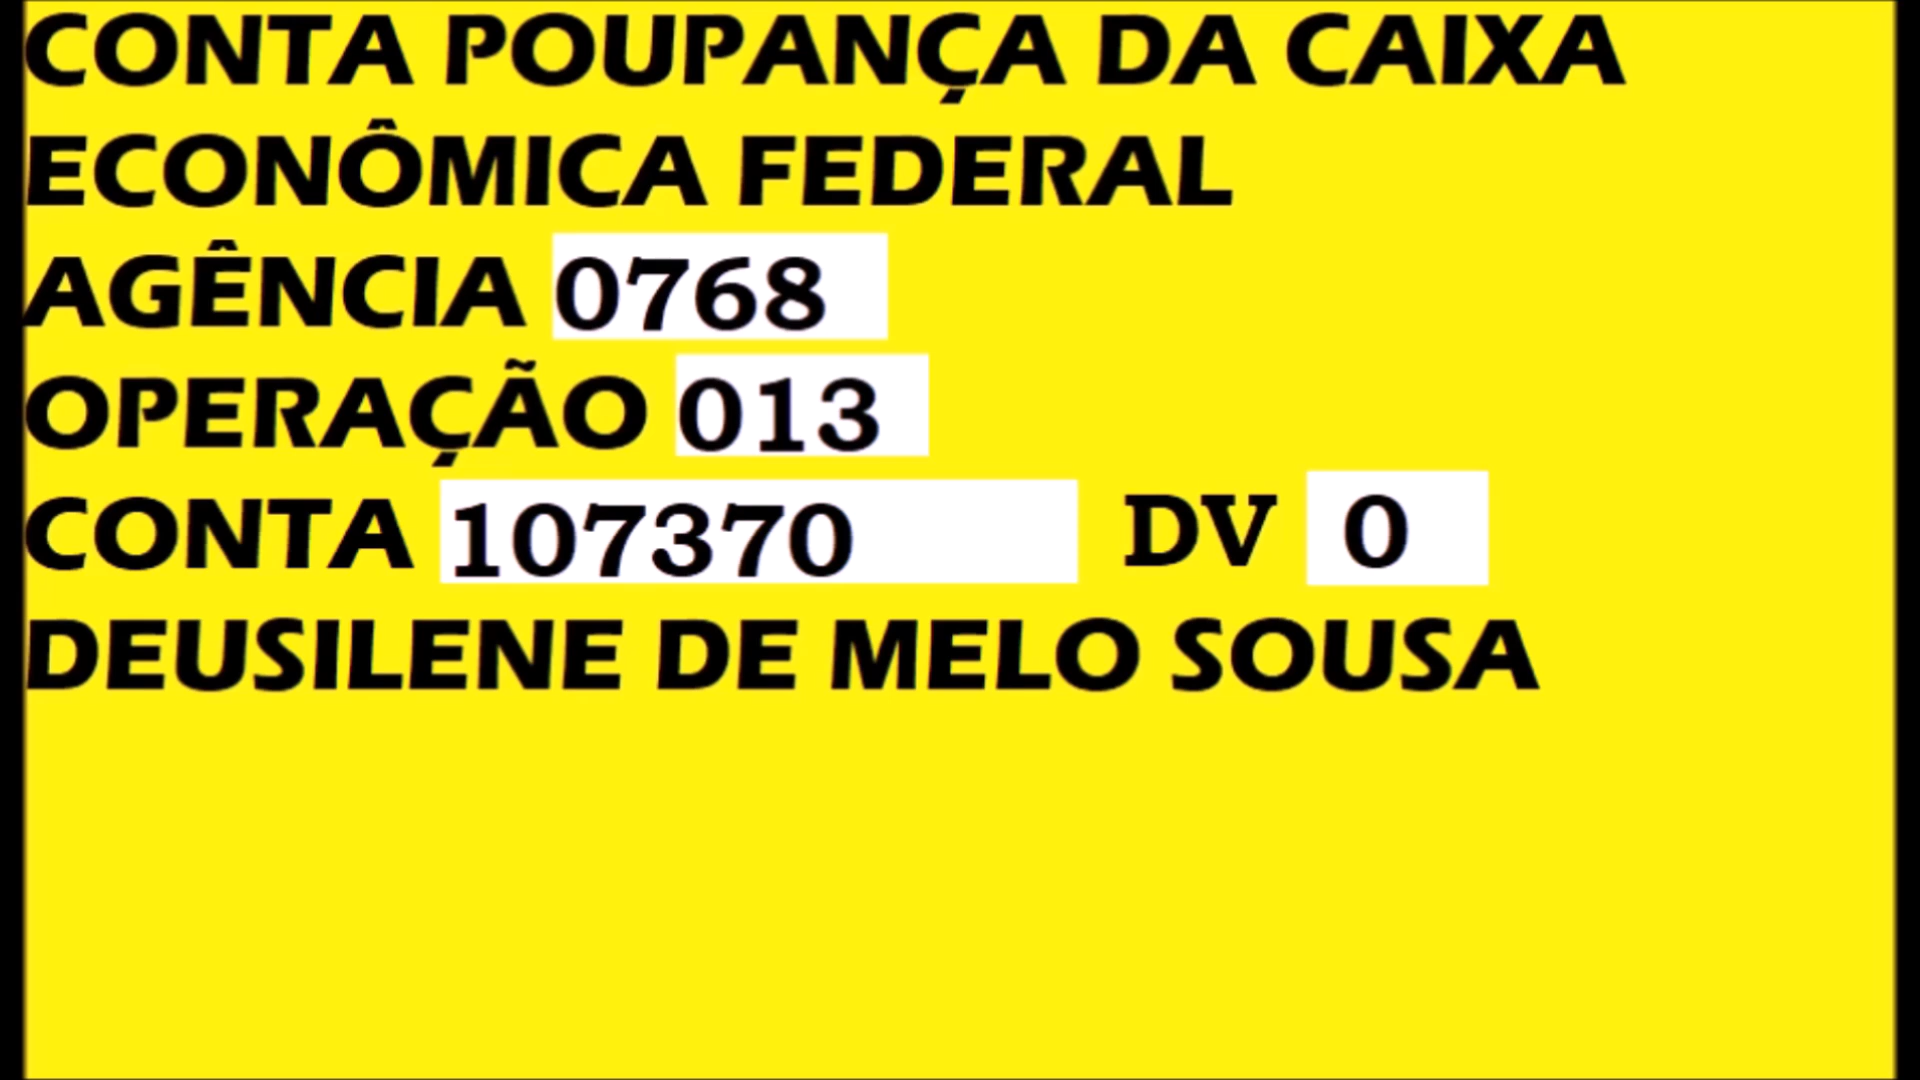 CONTA POUPANÇA DA CAIXA
ECONÔMICA FEDERAL
AGÊNCIA 0768
OPERAÇÃO 013
CONTA 107370 DV 0
DEUSILENE DE MELO SOUSA